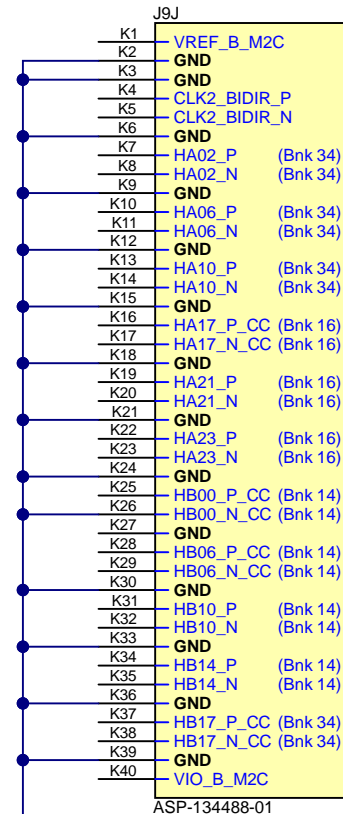 J9J
K1 VREF_B_M2C
K2 GND
K3 GND
K4 CLK2_BIDIR_P
K5 CLK2_BIDIR_N
K6 GND
K7 HA02_P (Bnk 34)
K8 HA02_N (Bnk 34)
K9 GND
K10 HA06_P (Bnk 34)
K11 HA06_N (Bnk 34)
K12 GND
K13 HA10_P (Bnk 34)
K14 HA10_N (Bnk 34)
K15 GND
K16 HA17_P_CC (Bnk 16)
K17 HA17_N_CC (Bnk 16)
K18 GND
K19 HA21_P (Bnk 16)
K20 HA21_N (Bnk 16)
K21 GND
K22 HA23_P (Bnk 16)
K23 HA23_N (Bnk 16)
K24 GND
K25 HB00_P_CC (Bnk 14)
K26 HB00_N_CC (Bnk 14)
K27 GND
K28 HB06_P_CC (Bnk 14)
K29 HB06_N_CC (Bnk 14)
K30 GND
K31 HB10_P (Bnk 14)
K32 HB10_N (Bnk 14)
K33 GND
K34 HB14_P (Bnk 14)
K35 HB14_N (Bnk 14)
K36 GND
K37 HB17_P_CC (Bnk 34)
K38 HB17_N_CC (Bnk 34)
K39 GND
K40 VIO_B_M2C
ASP-134488-01